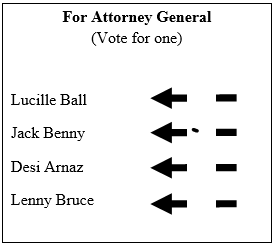 For Attorney General
(Vote for one)
Lucille Ball
Jack Benny
Desi Arnaz
Lenny Bruce